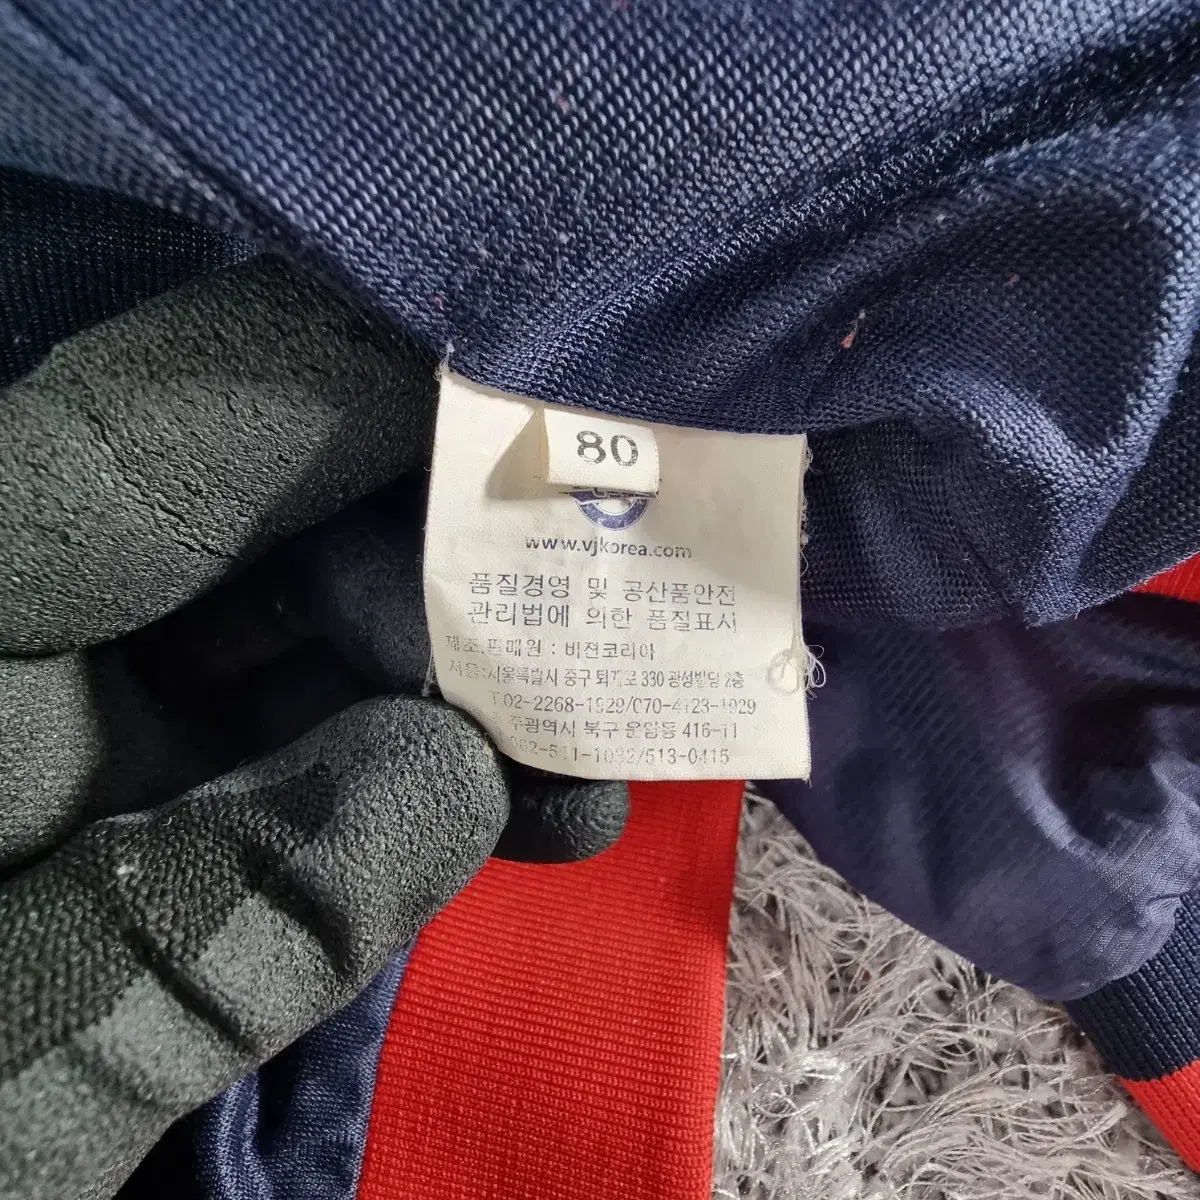 80
www.vjkorea.com
품질경영 및 공산품안전
관리법에 의한 품질표시
제조,판매원 : 비젼코리아
서울:서울특별시 중구 퇴계로 330 광성빌딩 2층
T.02-2268-1929/070-4123-1929
주광역시 북구 운암동 416-11
062-511-1092/513-0415